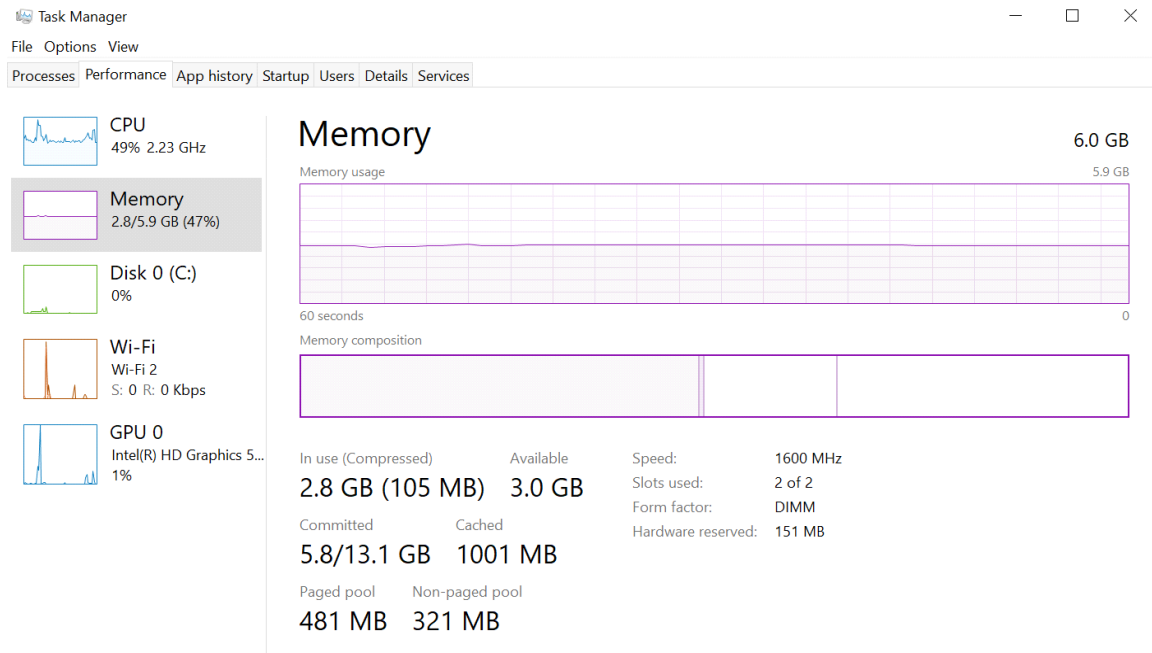 Task Manager
File Options View
Processes Performance App history Startup Users Details Services
CPU
49% 2.23 GHz
Memory
2.8/5.9 GB (47%)
Disk 0 (C:)
0%
Wi-Fi
Wi-Fi 2
S: 0 R: 0 Kbps
GPU 0
Intel(R) HD Graphics 5...
1%
Memory 6.0 GB
Memory usage 5.9 GB
60 seconds 0
Memory composition
In use (Compressed) Available
2.8 GB (105 MB) 3.0 GB
Committed Cached
5.8/13.1 GB 1001 MB
Paged pool Non-paged pool
481 MB 321 MB
Speed: 1600 MHz
Slots used: 2 of 2
Form factor: DIMM
Hardware reserved: 151 MB